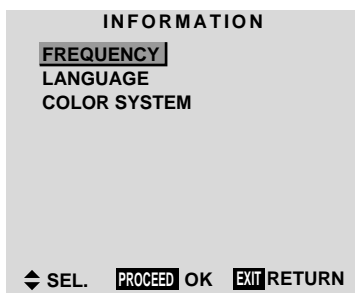 INFORMATION
FREQUENCY
LANGUAGE
COLOR SYSTEM
SEL. PROCEED OK EXIT RETURN